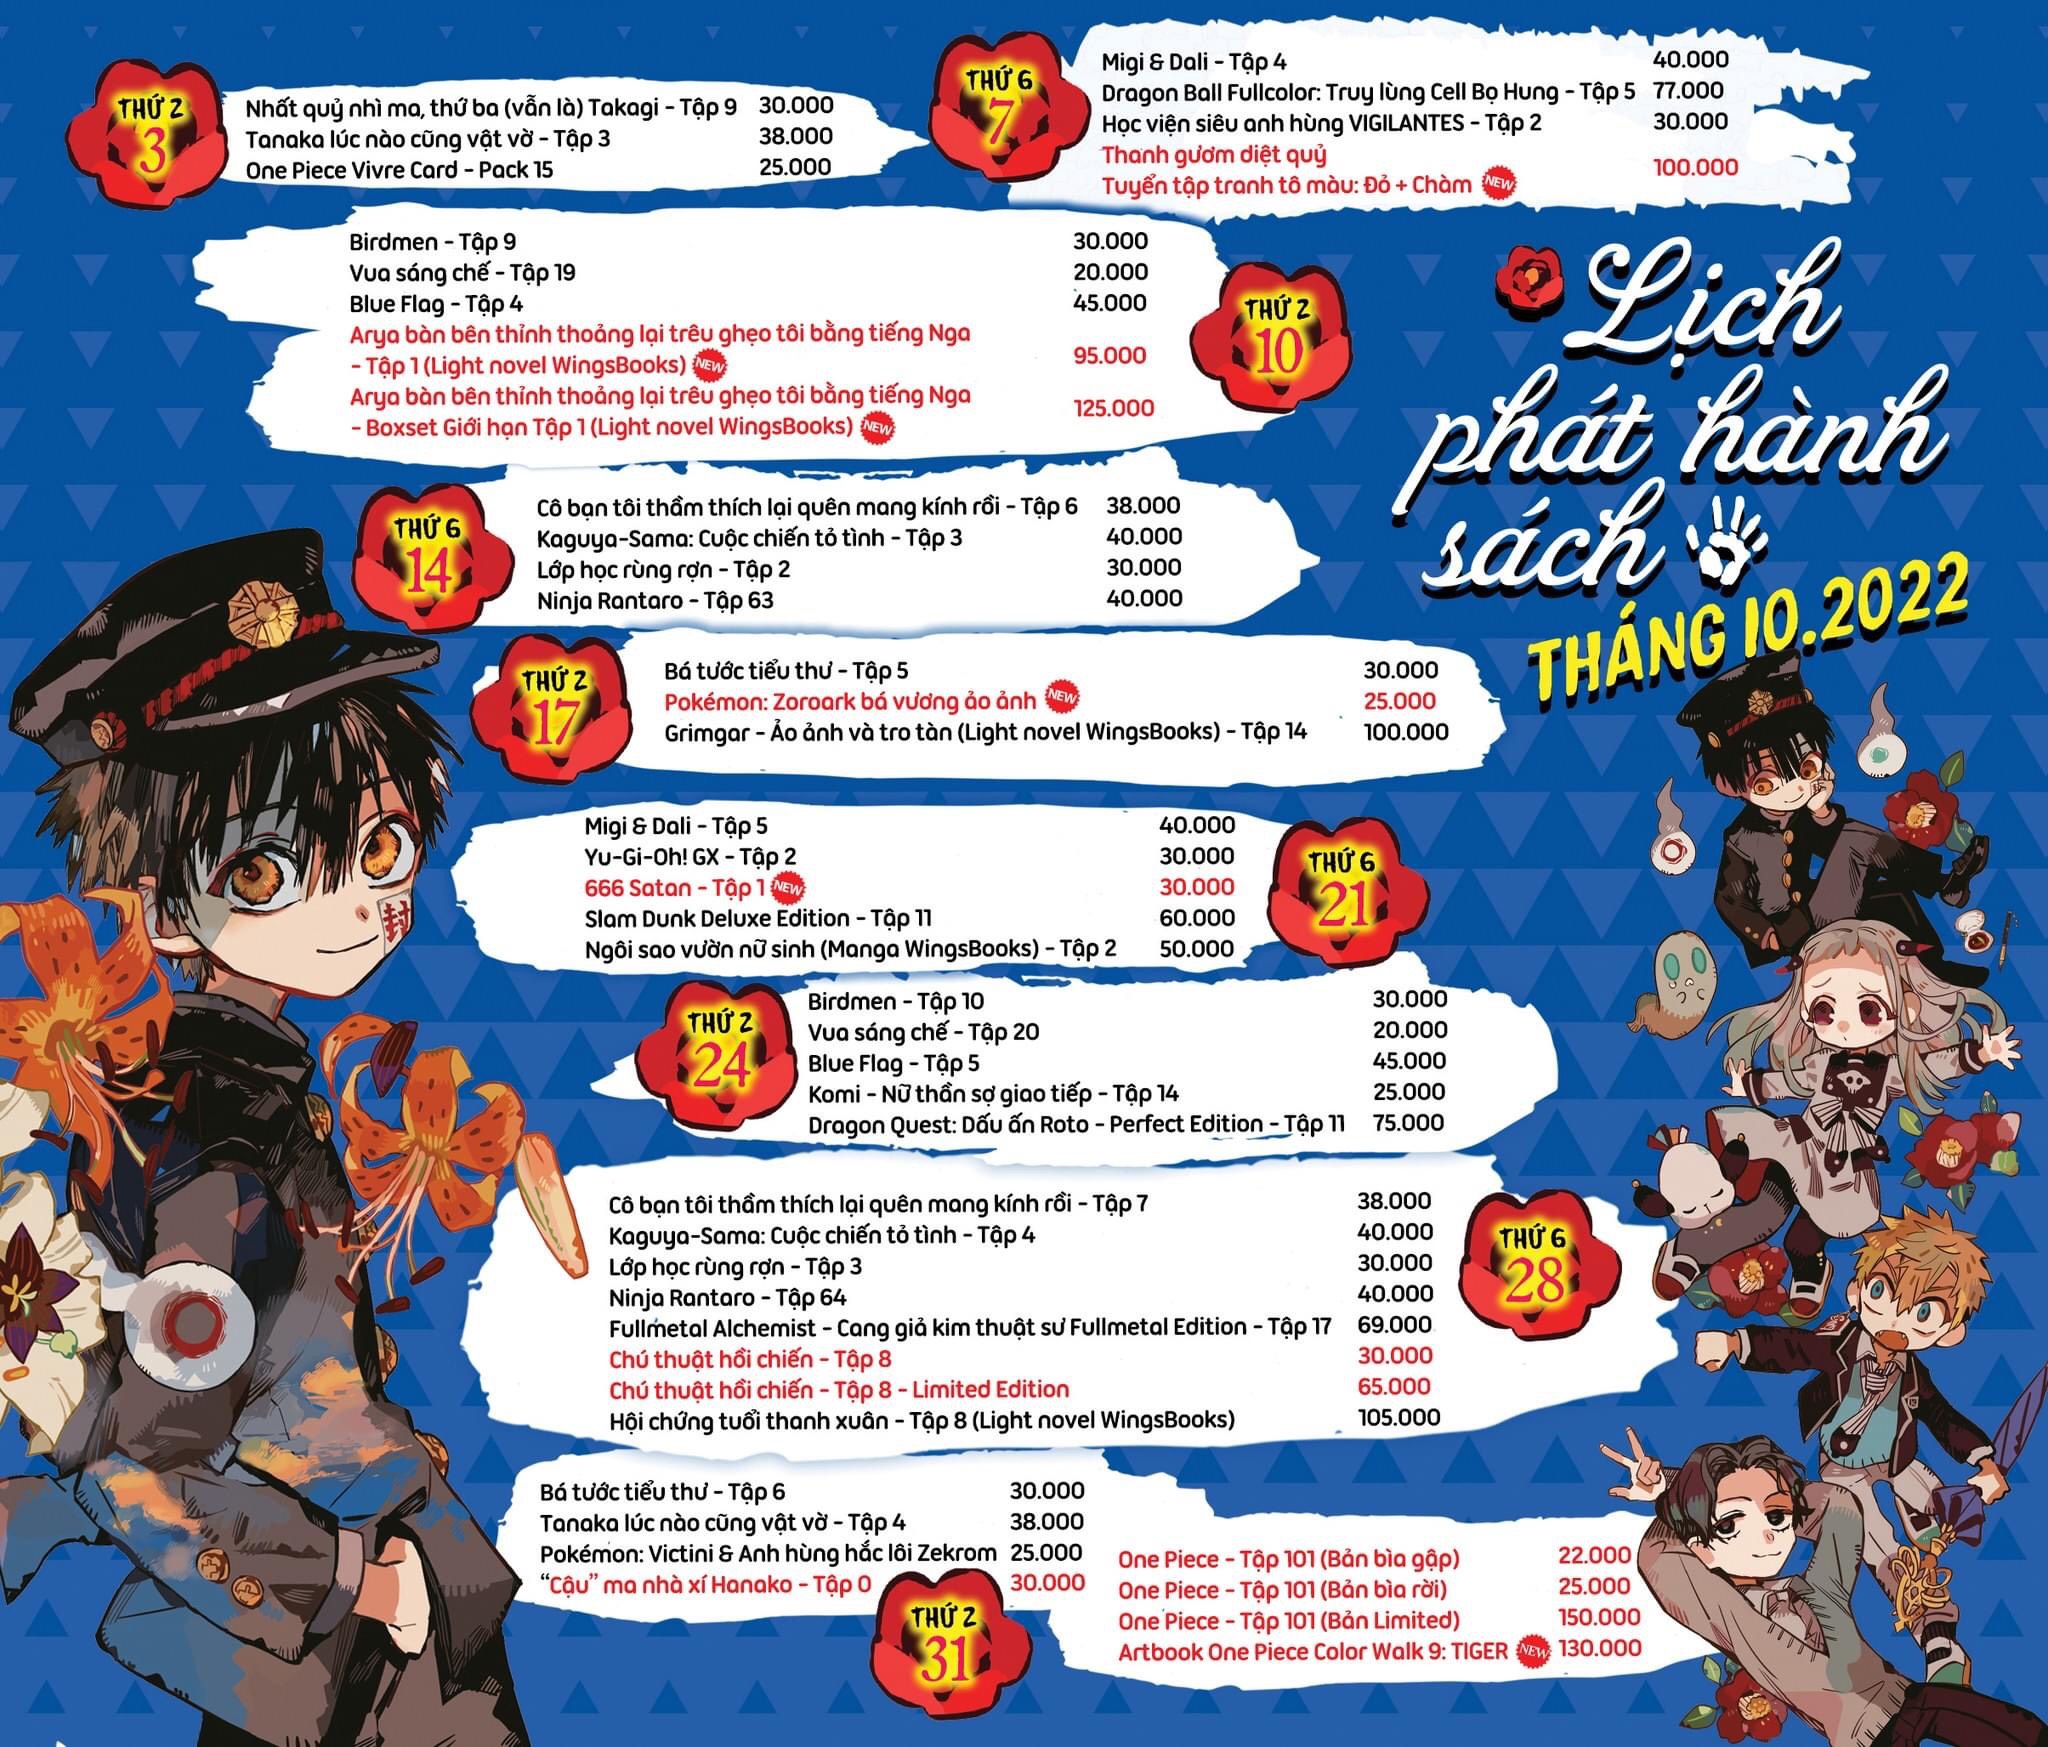 THỨ 2
3
Nhất quỷ nhì ma, thứ ba (vẫn là) Takagi - Tập 9 30.000
Tanaka lúc nào cũng vật vờ - Tập 3 38.000
One Piece Vivre Card - Pack 15 25.000
THỨ 6
7
Migi & Dali - Tập 4 40.000
Dragon Ball Fullcolor: Truy lùng Cell Bọ Hung - Tập 5 77.000
Học viện siêu anh hùng VIGILANTES - Tập 2 30.000
Thanh gươm diệt quỷ
Tuyển tập tranh tô màu: Đỏ + Chàm NEW 100.000
Lịch
phát hành
sách
THÁNG 10.2022
THỨ 2
10
Birdmen - Tập 9 30.000
Vua sáng chế - Tập 19 20.000
Blue Flag - Tập 4 45.000
Arya bàn bên thỉnh thoảng lại trêu ghẹo tôi bằng tiếng Nga
- Tập 1 (Light novel WingsBooks) NEW 95.000
Arya bàn bên thỉnh thoảng lại trêu ghẹo tôi bằng tiếng Nga
- Boxset Giới hạn Tập 1 (Light novel WingsBooks) NEW 125.000
THỨ 6
14
Cô bạn tôi thầm thích lại quên mang kính rồi - Tập 6 38.000
Kaguya-Sama: Cuộc chiến tỏ tình - Tập 3 40.000
Lớp học rùng rợn - Tập 2 30.000
Ninja Rantaro - Tập 63 40.000
THỨ 2
17
Bá tước tiểu thư - Tập 5 30.000
Pokémon: Zoroark bá vương ảo ảnh NEW 25.000
Grimgar - Ảo ảnh và tro tàn (Light novel WingsBooks) - Tập 14 100.000
THỨ 6
21
Migi & Dali - Tập 5 40.000
Yu-Gi-Oh! GX - Tập 2 30.000
666 Satan - Tập 1 NEW 30.000
Slam Dunk Deluxe Edition - Tập 11 60.000
Ngôi sao vườn nữ sinh (Manga WingsBooks) - Tập 2 50.000
封
THỨ 2
24
Birdmen - Tập 10 30.000
Vua sáng chế - Tập 20 20.000
Blue Flag - Tập 5 45.000
Komi - Nữ thần sợ giao tiếp - Tập 14 25.000
Dragon Quest: Dấu ấn Roto - Perfect Edition - Tập 11 75.000
THỨ 6
28
Cô bạn tôi thầm thích lại quên mang kính rồi - Tập 7 38.000
Kaguya-Sama: Cuộc chiến tỏ tình - Tập 4 40.000
Lớp học rùng rợn - Tập 3 30.000
Ninja Rantaro - Tập 64 40.000
Fullmetal Alchemist - Cang giả kim thuật sư Fullmetal Edition - Tập 17 69.000
Chú thuật hồi chiến - Tập 8 30.000
Chú thuật hồi chiến - Tập 8 - Limited Edition 65.000
Hội chứng tuổi thanh xuân - Tập 8 (Light novel WingsBooks) 105.000
THỨ 2
31
Bá tước tiểu thư - Tập 6 30.000
Tanaka lúc nào cũng vật vờ - Tập 4 38.000
Pokémon: Victini & Anh hùng hắc lôi Zekrom 25.000
“Cậu” ma nhà xí Hanako - Tập 0 30.000
One Piece - Tập 101 (Bản bìa gập) 22.000
One Piece - Tập 101 (Bản bìa rời) 25.000
One Piece - Tập 101 (Bản Limited) 150.000
Artbook One Piece Color Walk 9: TIGER NEW 130.000